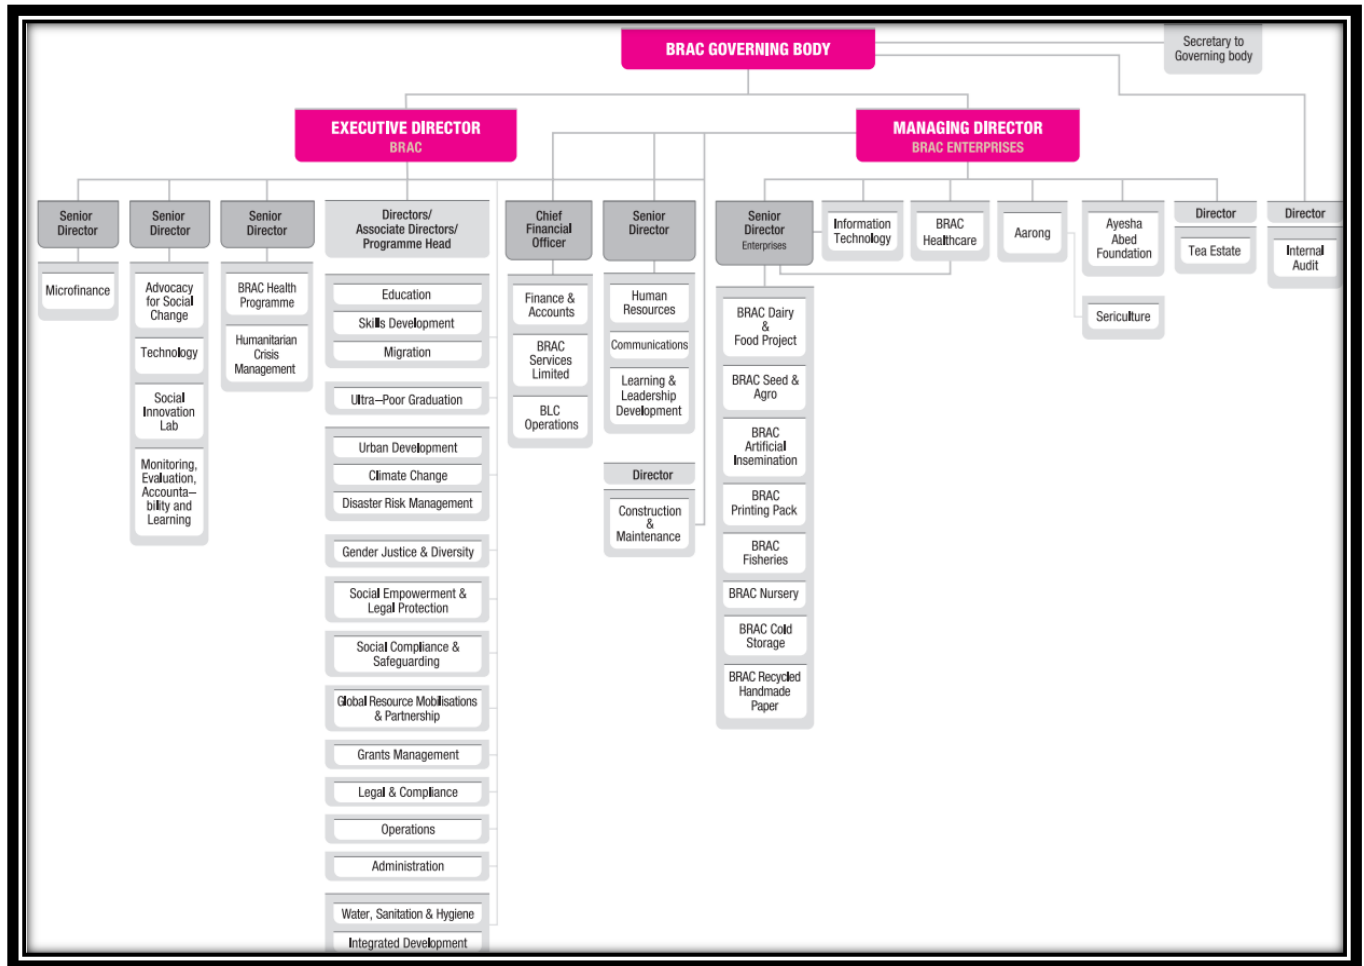 BRAC GOVERNING BODY
Secretary to
Governing body
EXECUTIVE DIRECTOR
BRAC
MANAGING DIRECTOR
BRAC ENTERPRISES
Senior
Director
Microfinance
Senior
Director
Advocacy
for Social
Change
Technology
Social
Innovation
Lab
Monitoring,
Evaluation,
Accounta–
bility and
Learning
Senior
Director
BRAC Health
Programme
Humanitarian
Crisis
Management
Directors/
Associate Directors/
Programme Head
Education
Skills Development
Migration
Ultra–Poor Graduation
Urban Development
Climate Change
Disaster Risk Management
Gender Justice & Diversity
Social Empowerment &
Legal Protection
Social Compliance &
Safeguarding
Global Resource Mobilisations
& Partnership
Grants Management
Legal & Compliance
Operations
Administration
Water, Sanitation & Hygiene
Integrated Development
Chief
Financial
Officer
Finance &
Accounts
BRAC
Services
Limited
BLC
Operations
Senior
Director
Human
Resources
Communications
Learning &
Leadership
Development
Director
Construction
&
Maintenance
Senior
Director
Enterprises
BRAC Dairy
&
Food Project
BRAC Seed &
Agro
BRAC
Artificial
Insemination
BRAC
Printing Pack
BRAC
Fisheries
BRAC Nursery
BRAC Cold
Storage
BRAC Recycled
Handmade
Paper
Information
Technology
BRAC
Healthcare
Aarong
Ayesha
Abed
Foundation
Sericulture
Director
Tea Estate
Director
Internal
Audit